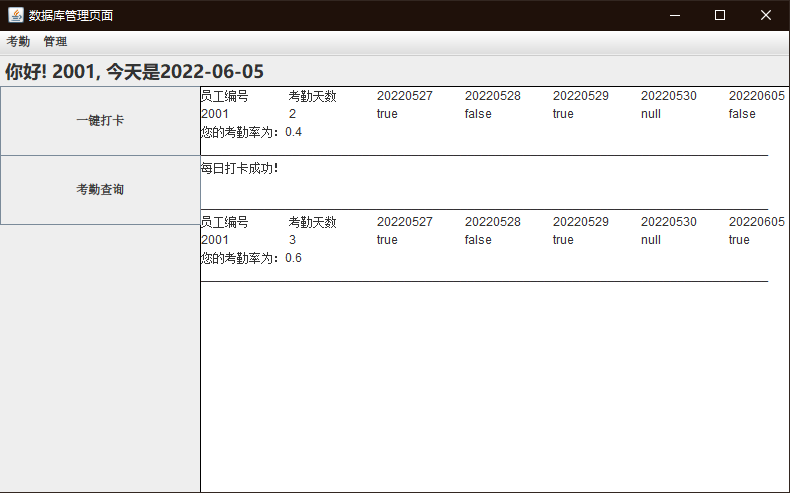 数据库管理页面
考勤 管理
你好! 2001, 今天是2022-06-05
一键打卡
考勤查询
员工编号 考勤天数 20220527 20220528 20220529 20220530 20220605
2001 2 true false true null false
您的考勤率为：0.4
每日打卡成功！
员工编号 考勤天数 20220527 20220528 20220529 20220530 20220605
2001 3 true false true null true
您的考勤率为：0.6